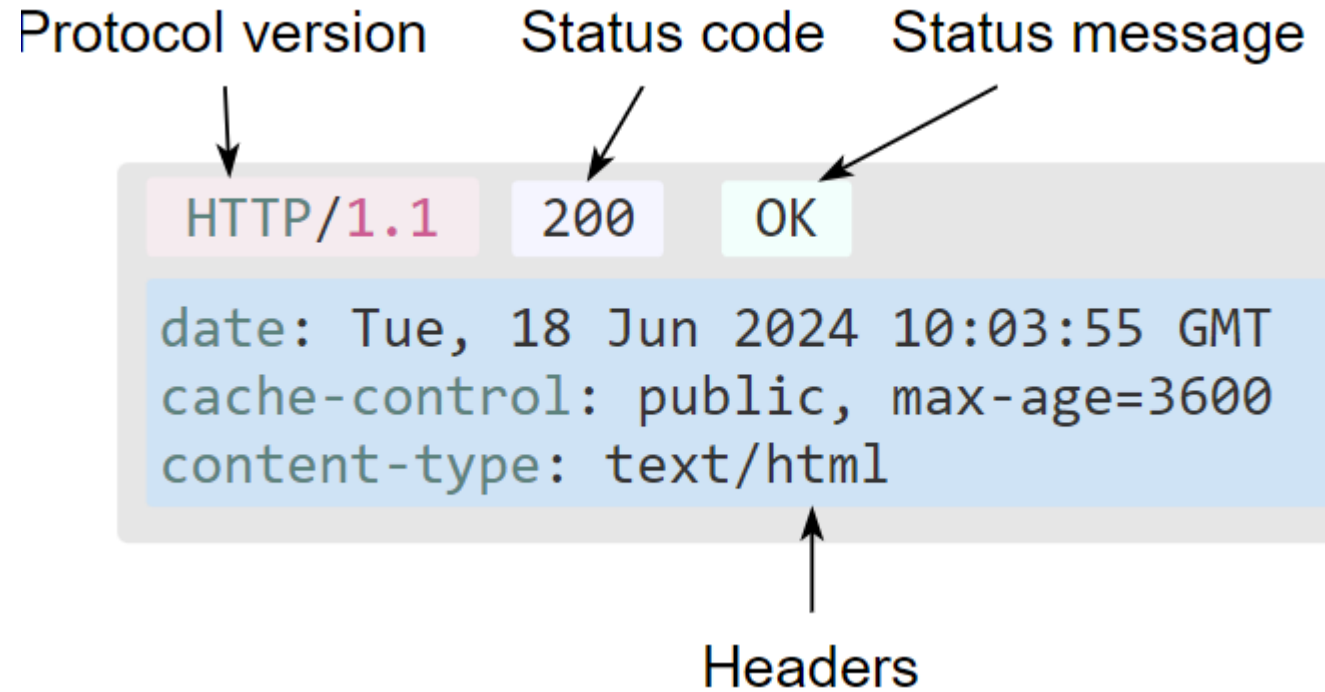 Protocol version Status code Status message
HTTP/1.1 200 OK
date: Tue, 18 Jun 2024 10:03:55 GMT
cache-control: public, max-age=3600
content-type: text/html
Headers